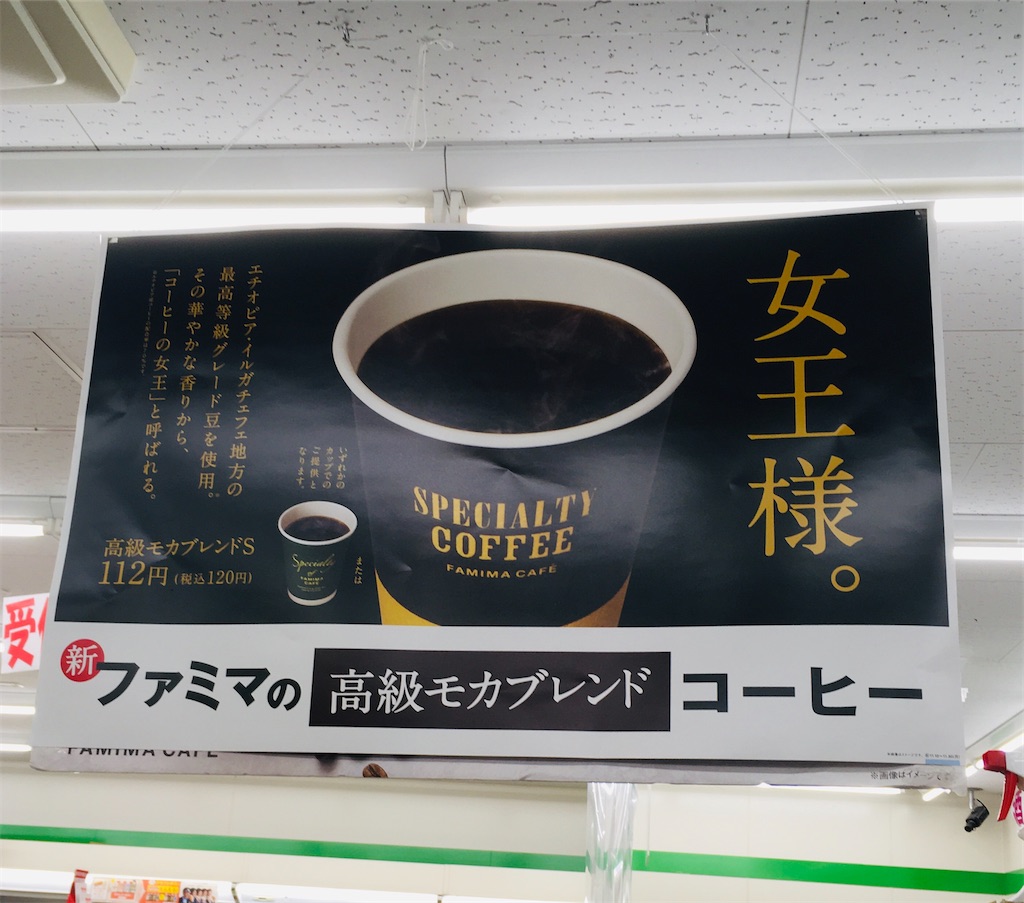 女王様。
エチオピア・イルガチェフェ地方の
最高等級グレード豆を使用。
その華やかな香りから、
「コーヒーの女王」と呼ばれる。
いずれかの
カップでの
ご提供と
なります。
または
SPECIALTY
COFFEE
FAMIMA CAFÉ
Specialty
of
FAMIMA
CAFÉ
高級モカブレンドS
112円(税込120円)
新
ファミマの 高級モカブレンド コーヒー
FAMIMA CAFÉ
※画像はイメージです
受